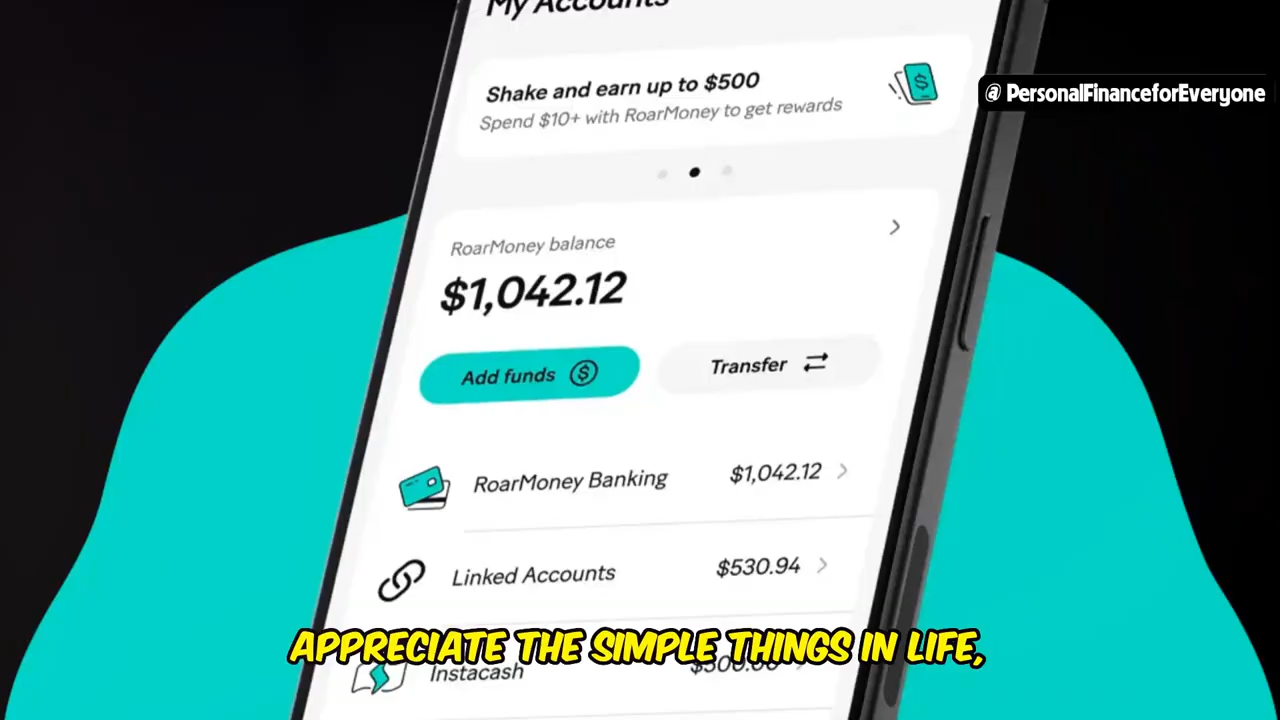 My Accounts
Shake and earn up to $500
Spend $10+ with RoarMoney to get rewards
@ PersonalFinanceforEveryone
RoarMoney balance
$1,042.12
Add funds
Transfer
RoarMoney Banking $1,042.12
Linked Accounts $530.94
APPRECIATE THE SIMPLE THINGS IN LIFE,
Instacash